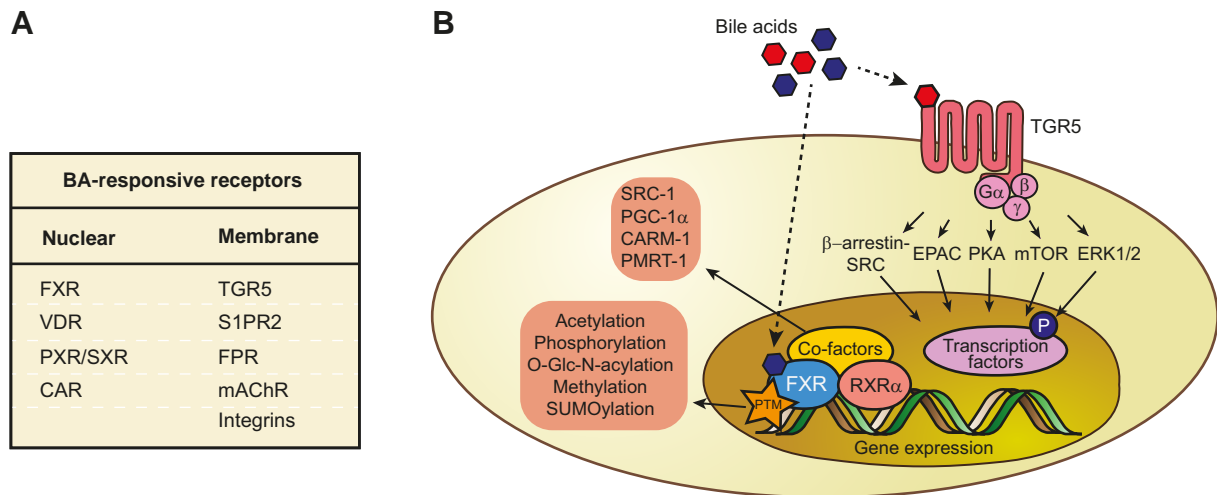 A
BA-responsive receptors
Nuclear Membrane
FXR TGR5
VDR S1PR2
PXR/SXR FPR
CAR mAChR
Integrins
B
Bile acids
TGR5
Gα
β
γ
SRC-1
PGC-1α
CARM-1
PMRT-1
β–arrestin-
SRC
EPAC PKA mTOR ERK1/2
Acetylation
Phosphorylation
O-Glc-N-acylation
Methylation
SUMOylation
P
Transcription
factors
Co-factors
FXR
RXRα
PTM
Gene expression